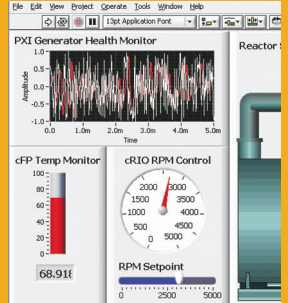 File Edit View Project Operate Tools Window Help
13pt Application Font
PXI Generator Health Monitor
Reactor
1.0
0.5
0.0
-0.5
-1.0
Amplitude
0.0 1.0m 2.0m 3.0m 4.0m 5.0m
Time
cFP Temp Monitor
100
80
60
40
20
68.918
cRIO RPM Control
2000 3000
1500 3500
1000 4000
500 4500
0 5000
RPM Setpoint
0 2500 5000